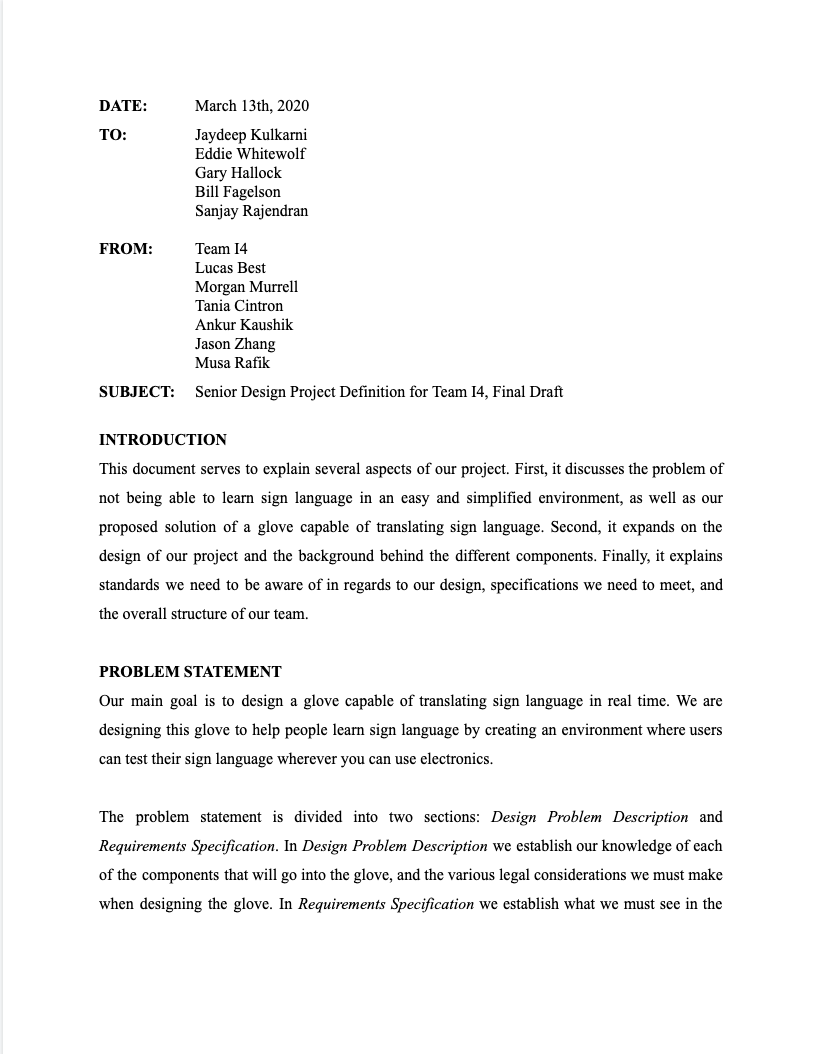 DATE: March 13th, 2020
TO: Jaydeep Kulkarni
Eddie Whitewolf
Gary Hallock
Bill Fagelson
Sanjay Rajendran
FROM: Team I4
Lucas Best
Morgan Murrell
Tania Cintron
Ankur Kaushik
Jason Zhang
Musa Rafik
SUBJECT: Senior Design Project Definition for Team I4, Final Draft
INTRODUCTION
This document serves to explain several aspects of our project. First, it discusses the problem of
not being able to learn sign language in an easy and simplified environment, as well as our
proposed solution of a glove capable of translating sign language. Second, it expands on the
design of our project and the background behind the different components. Finally, it explains
standards we need to be aware of in regards to our design, specifications we need to meet, and
the overall structure of our team.
PROBLEM STATEMENT
Our main goal is to design a glove capable of translating sign language in real time. We are
designing this glove to help people learn sign language by creating an environment where users
can test their sign language wherever you can use electronics.
The problem statement is divided into two sections: Design Problem Description and
Requirements Specification. In Design Problem Description we establish our knowledge of each
of the components that will go into the glove, and the various legal considerations we must make
when designing the glove. In Requirements Specification we establish what we must see in the